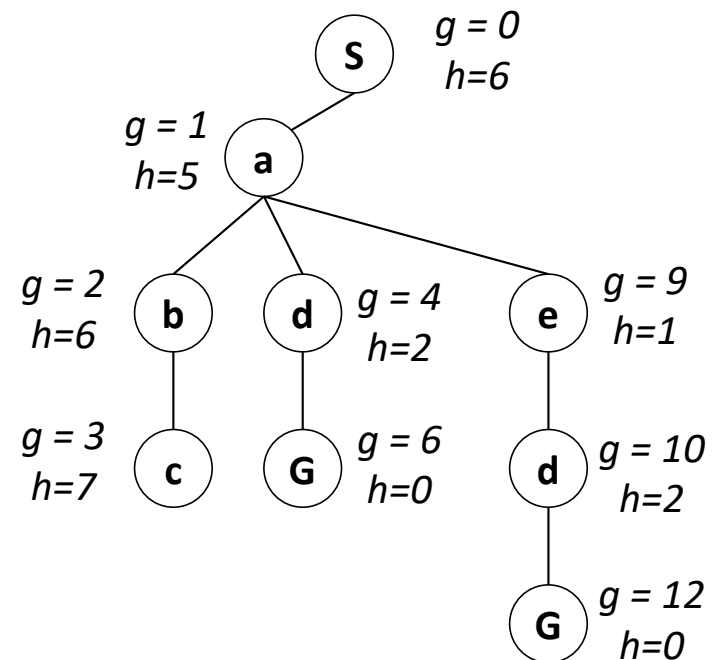 S
g = 0
h=6
g = 1
h=5
a
g = 2
h=6
b
d
g = 4
h=2
e
g = 9
h=1
g = 3
h=7
c
G
g = 6
h=0
d
g = 10
h=2
G
g = 12
h=0